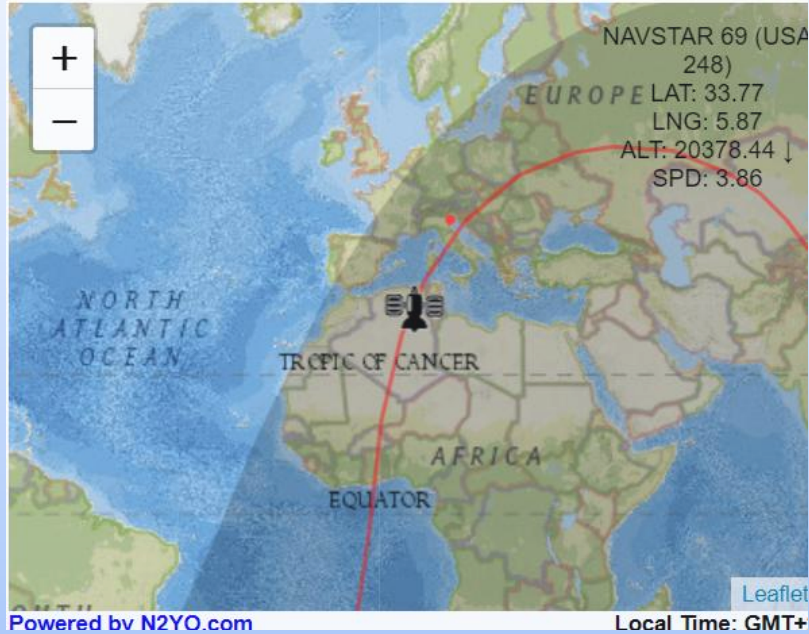 +
−
NAVSTAR 69 (USA
248)
LAT: 33.77
LNG: 5.87
ALT: 20378.44 ↓
SPD: 3.86
EUROPE
NORTH
ATLANTIC
OCEAN
TROPIC OF CANCER
AFRICA
EQUATOR
Leaflet
Powered by N2YO.com
Local Time: GMT+